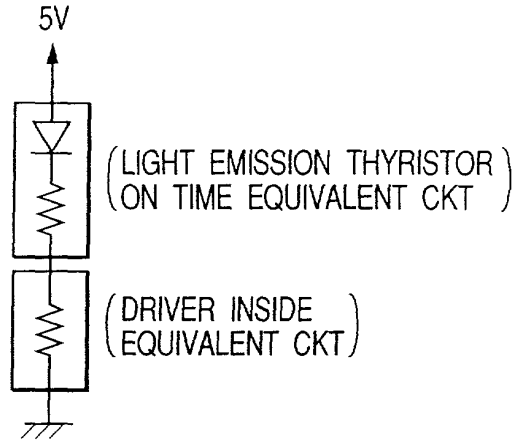 5V
(LIGHT EMISSION THYRISTOR
ON TIME EQUIVALENT CKT)
(DRIVER INSIDE
EQUIVALENT CKT)